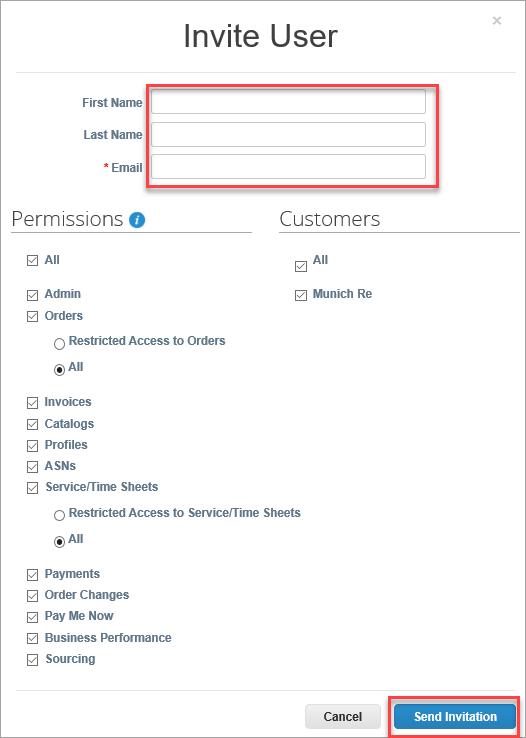 Invite User
×
First Name
Last Name
* Email
Permissions i
Customers
All
All
Admin
Munich Re
Orders
Restricted Access to Orders
All
Invoices
Catalogs
Profiles
ASNs
Service/Time Sheets
Restricted Access to Service/Time Sheets
All
Payments
Order Changes
Pay Me Now
Business Performance
Sourcing
Cancel
Send Invitation